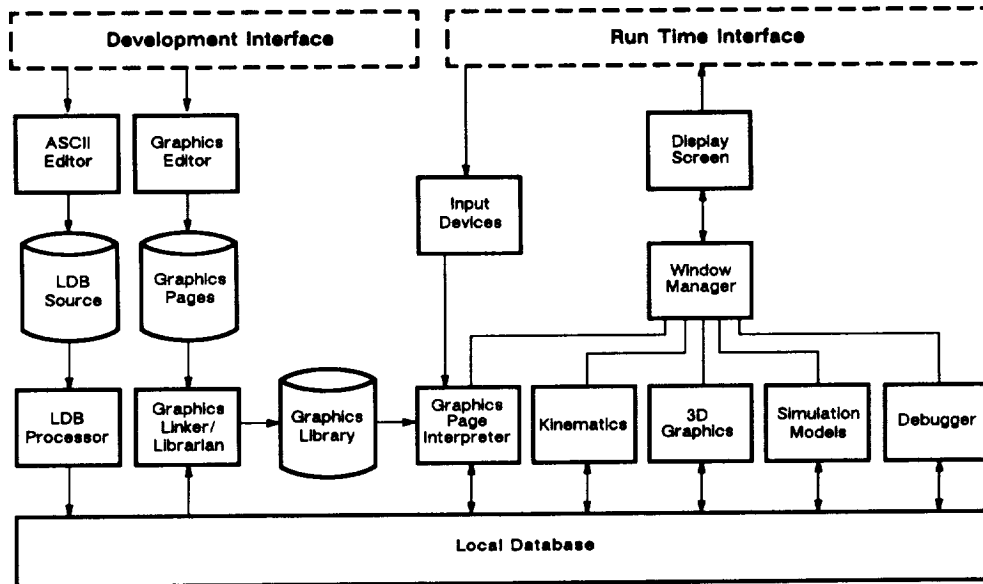 Development Interface
Run Time Interface
ASCII
Editor
Graphics
Editor
Display
Screen
Input
Devices
LDB
Source
Graphics
Pages
Window
Manager
LDB
Processor
Graphics
Linker/
Librarian
Graphics
Library
Graphics
Page
Interpreter
Kinematics
3D
Graphics
Simulation
Models
Debugger
Local Database